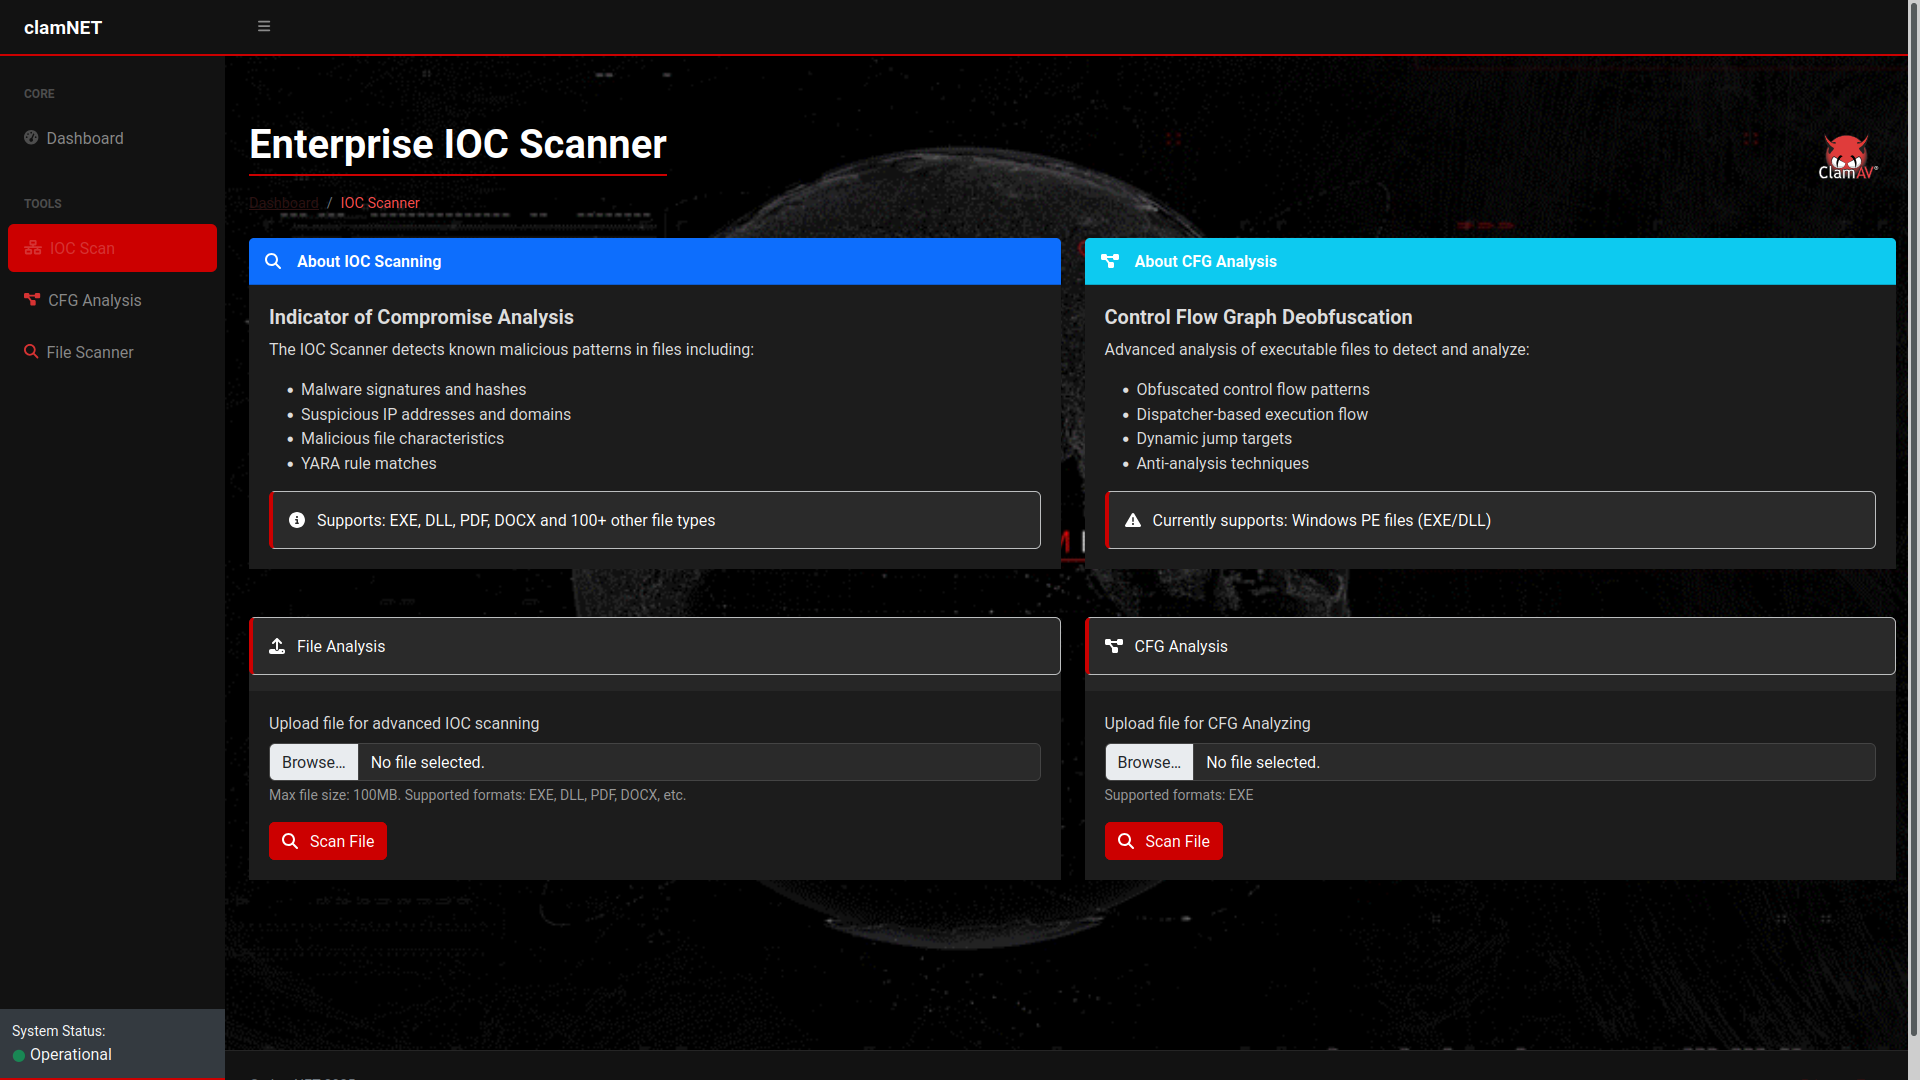 clamNET
CORE
Dashboard
TOOLS
IOC Scan
CFG Analysis
File Scanner
System Status:
Operational
Enterprise IOC Scanner
Dashboard / IOC Scanner
ClamAV®
About IOC Scanning
Indicator of Compromise Analysis
The IOC Scanner detects known malicious patterns in files including:
• Malware signatures and hashes
• Suspicious IP addresses and domains
• Malicious file characteristics
• YARA rule matches
Supports: EXE, DLL, PDF, DOCX and 100+ other file types
About CFG Analysis
Control Flow Graph Deobfuscation
Advanced analysis of executable files to detect and analyze:
• Obfuscated control flow patterns
• Dispatcher-based execution flow
• Dynamic jump targets
• Anti-analysis techniques
Currently supports: Windows PE files (EXE/DLL)
File Analysis
Upload file for advanced IOC scanning
Browse... No file selected.
Max file size: 100MB. Supported formats: EXE, DLL, PDF, DOCX, etc.
Scan File
CFG Analysis
Upload file for CFG Analyzing
Browse... No file selected.
Supported formats: EXE
Scan File